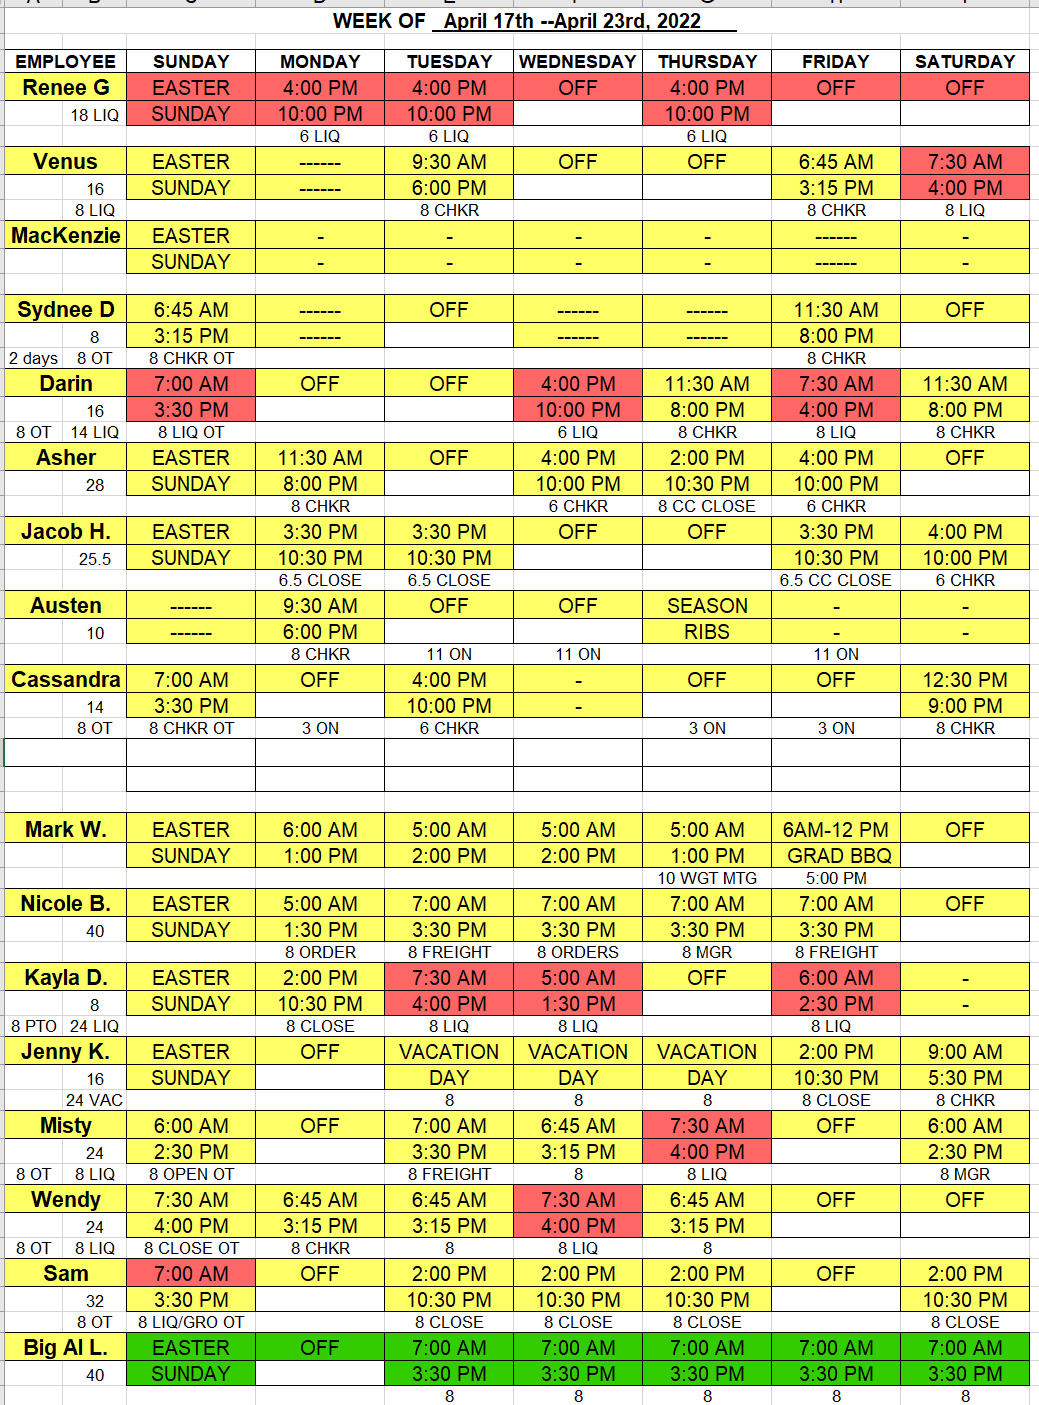 WEEK OF April 17th --April 23rd, 2022
EMPLOYEE SUNDAY MONDAY TUESDAY WEDNESDAY THURSDAY FRIDAY SATURDAY
Renee G EASTER 4:00 PM 4:00 PM OFF 4:00 PM OFF OFF
18 LIQ SUNDAY 10:00 PM 10:00 PM 10:00 PM
6 LIQ 6 LIQ 6 LIQ
Venus EASTER ------ 9:30 AM OFF OFF 6:45 AM 7:30 AM
16 SUNDAY ------ 6:00 PM 3:15 PM 4:00 PM
8 LIQ 8 CHKR 8 CHKR 8 LIQ
MacKenzie EASTER - - - - ------ -
SUNDAY - - - - ------ -
Sydnee D 6:45 AM ------ OFF ------ ------ 11:30 AM OFF
8 3:15 PM ------ ------ ------ 8:00 PM
2 days 8 OT 8 CHKR OT 8 CHKR
Darin 7:00 AM OFF OFF 4:00 PM 11:30 AM 7:30 AM 11:30 AM
16 3:30 PM 10:00 PM 8:00 PM 4:00 PM 8:00 PM
8 OT 14 LIQ 8 LIQ OT 6 LIQ 8 CHKR 8 LIQ 8 CHKR
Asher EASTER 11:30 AM OFF 4:00 PM 2:00 PM 4:00 PM OFF
28 SUNDAY 8:00 PM 10:00 PM 10:30 PM 10:00 PM
8 CHKR 6 CHKR 8 CC CLOSE 6 CHKR
Jacob H. EASTER 3:30 PM 3:30 PM OFF OFF 3:30 PM 4:00 PM
25.5 SUNDAY 10:30 PM 10:30 PM 10:30 PM 10:00 PM
6.5 CLOSE 6.5 CLOSE 6.5 CC CLOSE 6 CHKR
Austen ------ 9:30 AM OFF OFF SEASON - -
10 ------ 6:00 PM RIBS - -
8 CHKR 11 ON 11 ON 11 ON
Cassandra 7:00 AM OFF 4:00 PM - OFF OFF 12:30 PM
14 3:30 PM 10:00 PM - 9:00 PM
8 OT 8 CHKR OT 3 ON 6 CHKR 3 ON 3 ON 8 CHKR
Mark W. EASTER 6:00 AM 5:00 AM 5:00 AM 5:00 AM 6AM-12 PM OFF
SUNDAY 1:00 PM 2:00 PM 2:00 PM 1:00 PM GRAD BBQ
10 WGT MTG 5:00 PM
Nicole B. EASTER 5:00 AM 7:00 AM 7:00 AM 7:00 AM 7:00 AM OFF
40 SUNDAY 1:30 PM 3:30 PM 3:30 PM 3:30 PM 3:30 PM
8 ORDER 8 FREIGHT 8 ORDERS 8 MGR 8 FREIGHT
Kayla D. EASTER 2:00 PM 7:30 AM 5:00 AM OFF 6:00 AM -
8 SUNDAY 10:30 PM 4:00 PM 1:30 PM 2:30 PM -
8 PTO 24 LIQ 8 CLOSE 8 LIQ 8 LIQ 8 LIQ
Jenny K. EASTER OFF VACATION VACATION VACATION 2:00 PM 9:00 AM
16 SUNDAY DAY DAY DAY 10:30 PM 5:30 PM
24 VAC 8 8 8 8 CLOSE 8 CHKR
Misty 6:00 AM OFF 7:00 AM 6:45 AM 7:30 AM OFF 6:00 AM
24 2:30 PM 3:30 PM 3:15 PM 4:00 PM 2:30 PM
8 OT 8 LIQ 8 OPEN OT 8 FREIGHT 8 8 LIQ 8 MGR
Wendy 7:30 AM 6:45 AM 6:45 AM 7:30 AM 6:45 AM OFF OFF
24 4:00 PM 3:15 PM 3:15 PM 4:00 PM 3:15 PM
8 OT 8 LIQ 8 CLOSE OT 8 CHKR 8 8 LIQ 8
Sam 7:00 AM OFF 2:00 PM 2:00 PM 2:00 PM OFF 2:00 PM
32 3:30 PM 10:30 PM 10:30 PM 10:30 PM 10:30 PM
8 OT 8 LIQ/GRO OT 8 CLOSE 8 CLOSE 8 CLOSE 8 CLOSE
Big Al L. EASTER OFF 7:00 AM 7:00 AM 7:00 AM 7:00 AM 7:00 AM
40 SUNDAY 3:30 PM 3:30 PM 3:30 PM 3:30 PM 3:30 PM
8 8 8 8 8